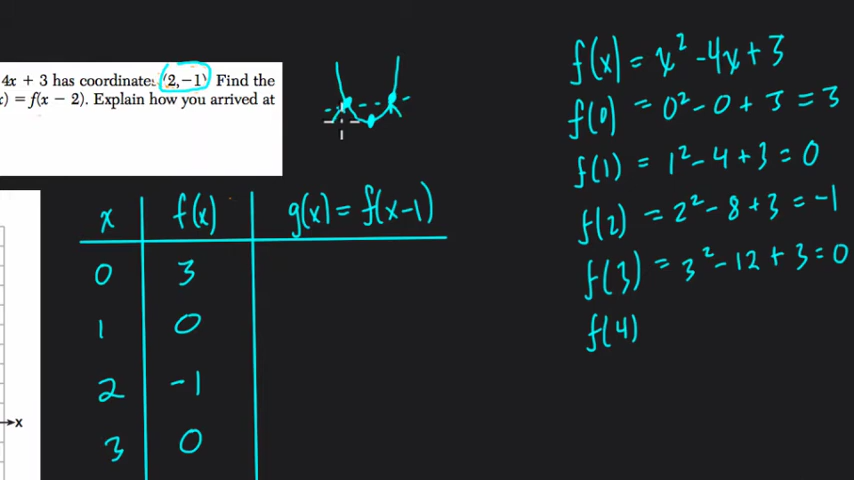 4x + 3 has coordinates (2,−1). Find the
x) = f(x − 2). Explain how you arrived at
x f(x) g(x) = f(x-1)
0 3
1 0
2 -1
3 0
x
f(x) = x² - 4x + 3
f(0) = 0² - 0 + 3 = 3
f(1) = 1² - 4 + 3 = 0
f(2) = 2² - 8 + 3 = -1
f(3) = 3² - 12 + 3 = 0
f(4)